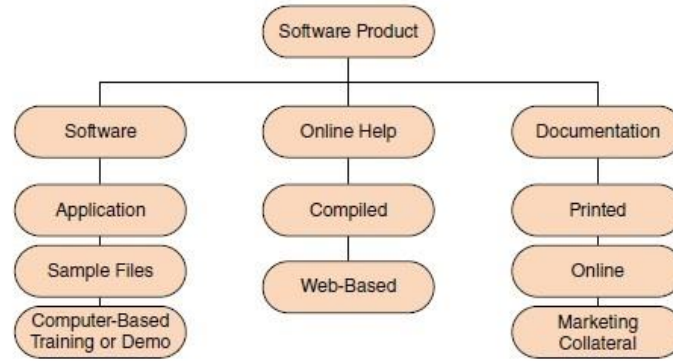 Software Product
Software
Online Help
Documentation
Application
Compiled
Printed
Sample Files
Web-Based
Online
Computer-Based
Training or Demo
Marketing
Collateral